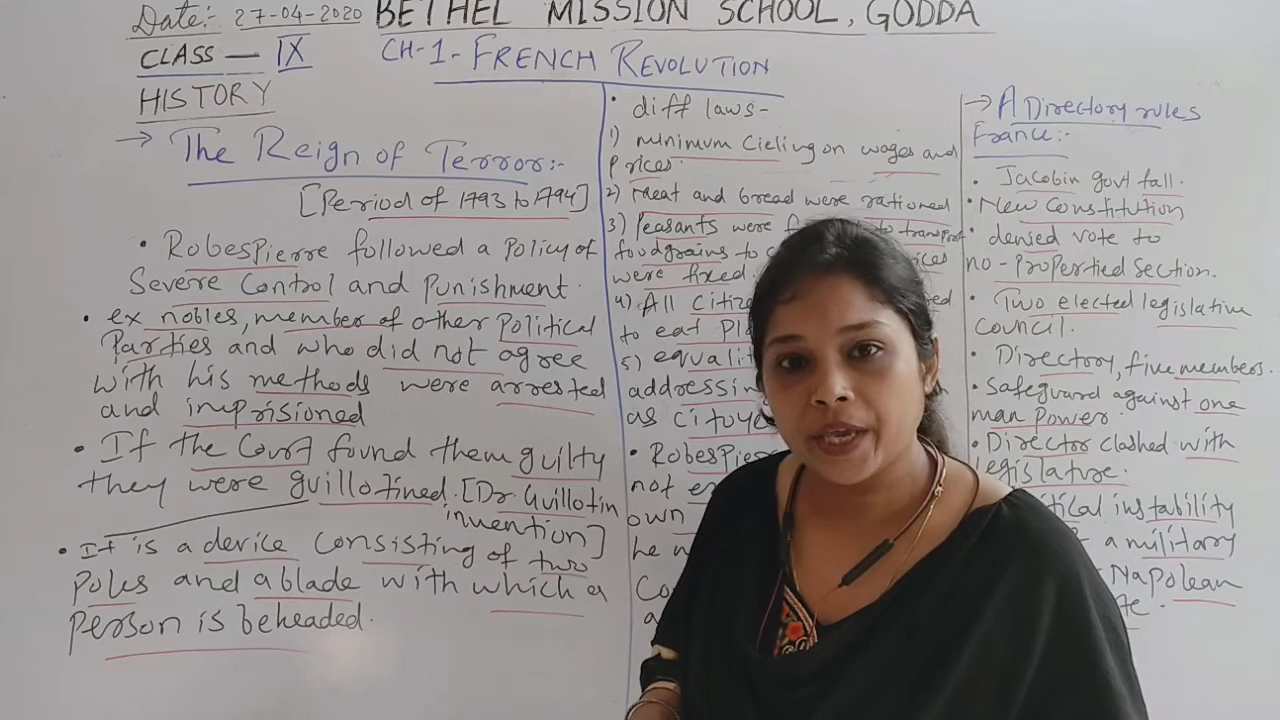 Date:- 27-04-2020 BETHEL MISSION SCHOOL, GODDA
CLASS — IX CH-1- FRENCH REVOLUTION
HISTORY
→ The Reign of Terror:-
[Period of 1793 to 1794]
• Robespierre followed a policy of
Severe Control and Punishment.
• ex nobles, member of other Political
Parties and who did not agree
with his methods were arrested
and imprisioned
• If the Court found them guilty
they were guillotined. [Dr Guillotin
invention]
• It is a device consisting of two
Poles and a blade with which a
Person is beheaded.
• diff laws-
1) minimum Cieling on wages and
Prices.
2) Meat and bread were rationed
3) Peasants were to transport
foodgrains to
were fixed.
4) All
to eat
5)
addressing
as
•
not
own
he
→ A Directory rules
France:-
• Jacobin govt fall.
• New Constitution
• denied vote to
no-propertied section.
• Two elected legislative
Council.
• Directory, five members.
• Safeguard against one
man power.
• Director clashed with
legislature.
instability
a military
Napolean